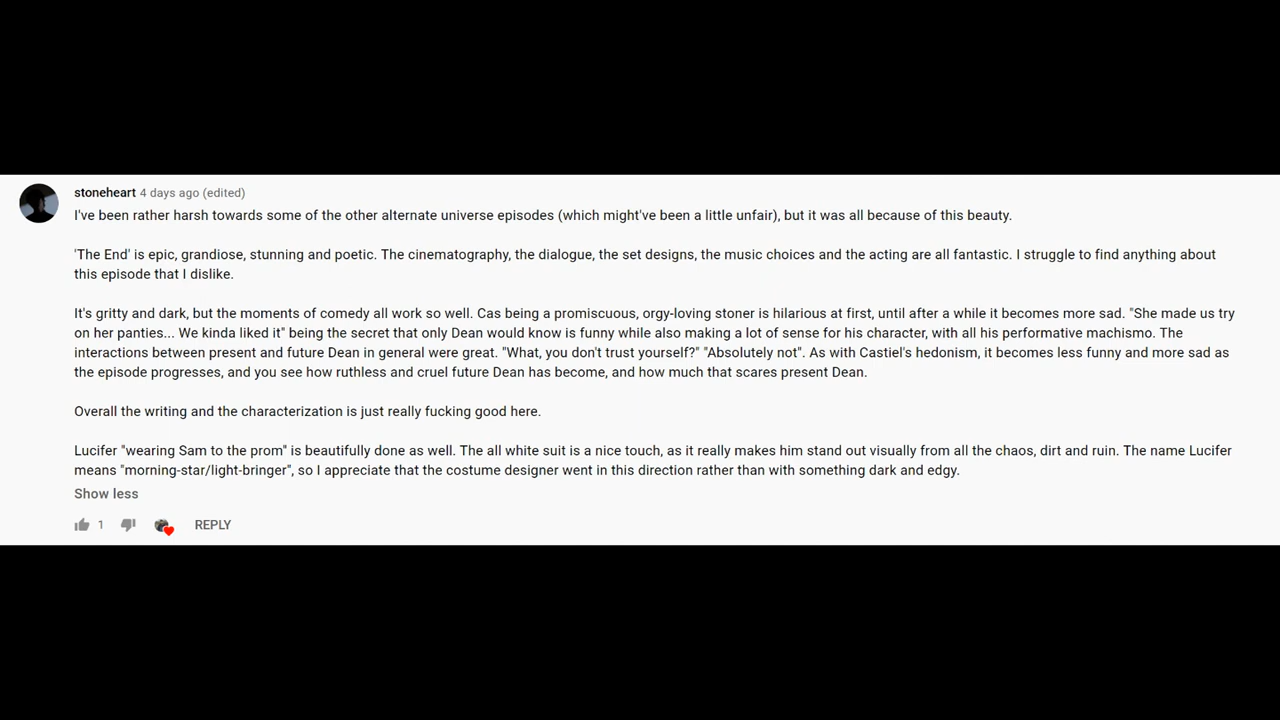 stoneheart 4 days ago (edited)
I've been rather harsh towards some of the other alternate universe episodes (which might've been a little unfair), but it was all because of this beauty.
'The End' is epic, grandiose, stunning and poetic. The cinematography, the dialogue, the set designs, the music choices and the acting are all fantastic. I struggle to find anything about
this episode that I dislike.
It's gritty and dark, but the moments of comedy all work so well. Cas being a promiscuous, orgy-loving stoner is hilarious at first, until after a while it becomes more sad. "She made us try
on her panties... We kinda liked it" being the secret that only Dean would know is funny while also making a lot of sense for his character, with all his performative machismo. The
interactions between present and future Dean in general were great. "What, you don't trust yourself?" "Absolutely not". As with Castiel's hedonism, it becomes less funny and more sad as
the episode progresses, and you see how ruthless and cruel future Dean has become, and how much that scares present Dean.
Overall the writing and the characterization is just really fucking good here.
Lucifer "wearing Sam to the prom" is beautifully done as well. The all white suit is a nice touch, as it really makes him stand out visually from all the chaos, dirt and ruin. The name Lucifer
means "morning-star/light-bringer", so I appreciate that the costume designer went in this direction rather than with something dark and edgy.
Show less
1 REPLY